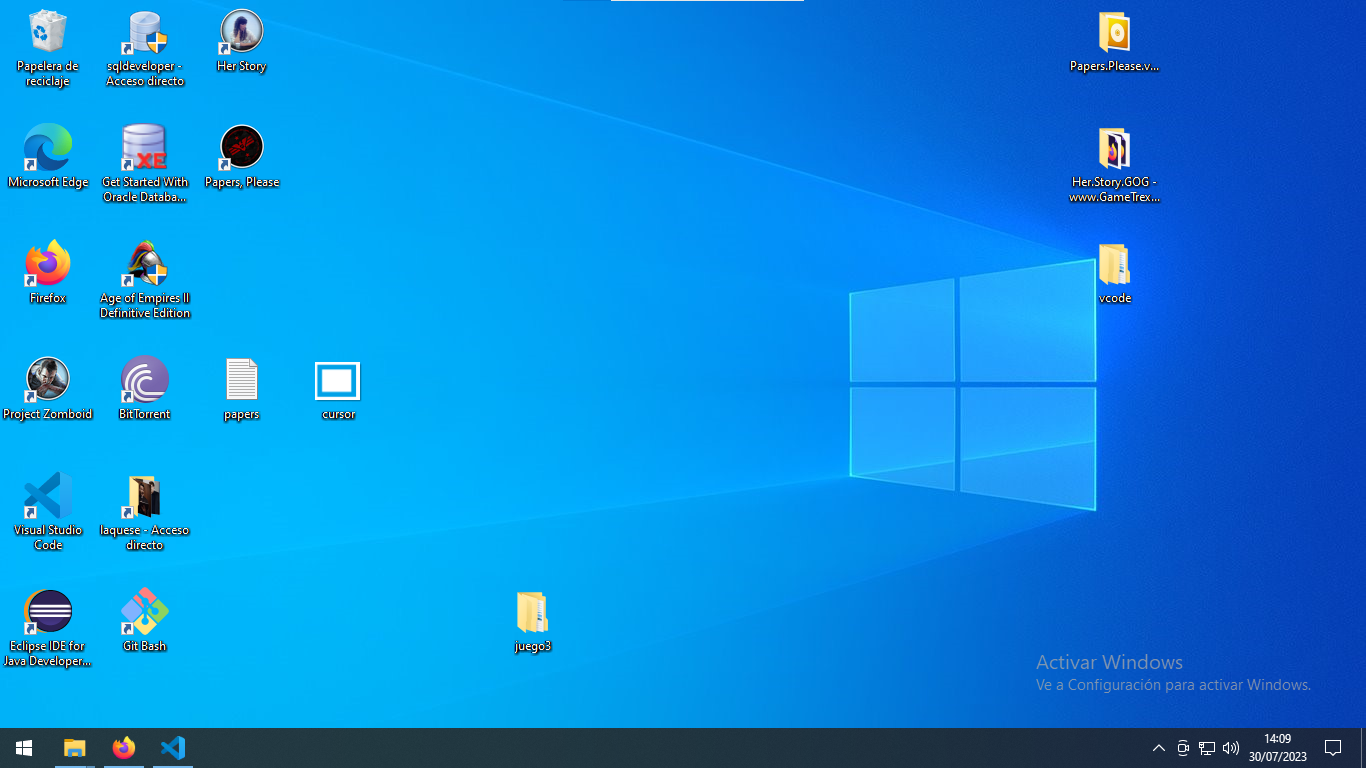 Papelera de
reciclaje
sqldeveloper -
Acceso directo
Her Story
Papers.Please.v...
Microsoft Edge
XE
Get Started With
Oracle Databa...
Papers, Please
Her.Story.GOG -
www.GameTrex...
Firefox
Age of Empires II
Definitive Edition
vcode
Project Zomboid
BitTorrent
papers
cursor
Visual Studio
Code
laquese - Acceso
directo
Eclipse IDE for
Java Developer...
Git Bash
juego3
Activar Windows
Ve a Configuración para activar Windows.
14:09
30/07/2023